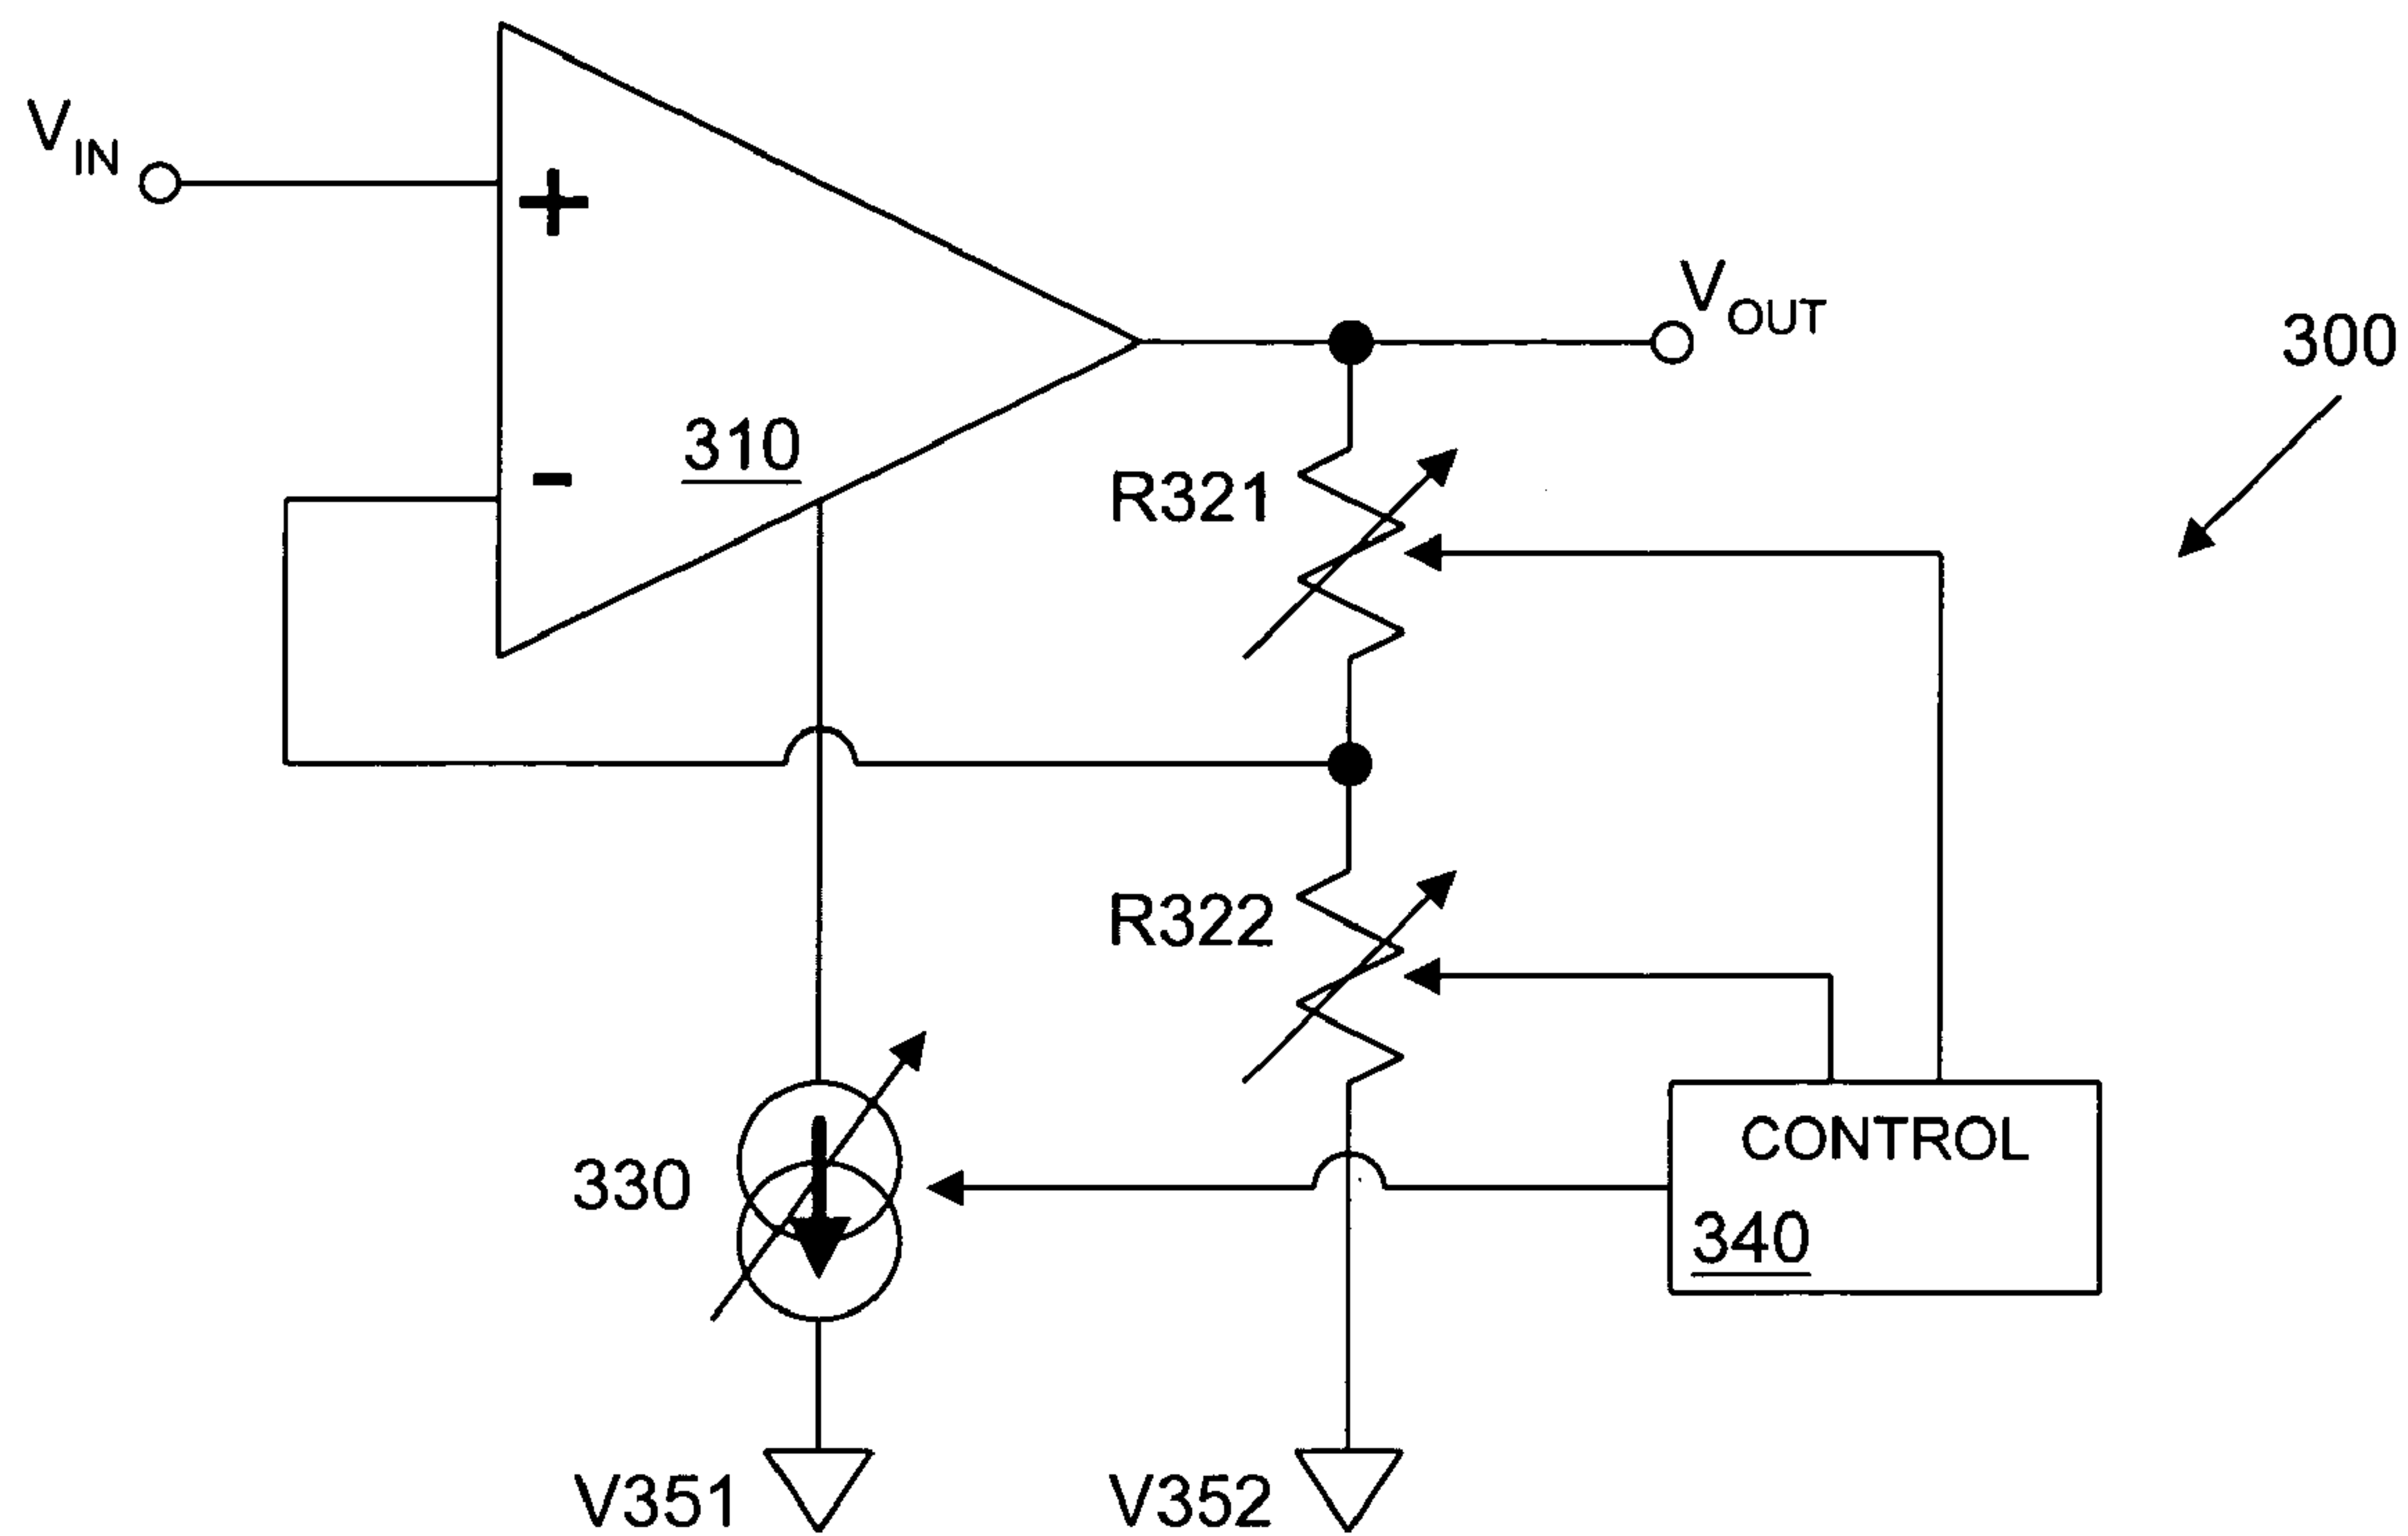 VIN
+
-
310
VOUT
300
R321
R322
330
CONTROL
340
V351
V352